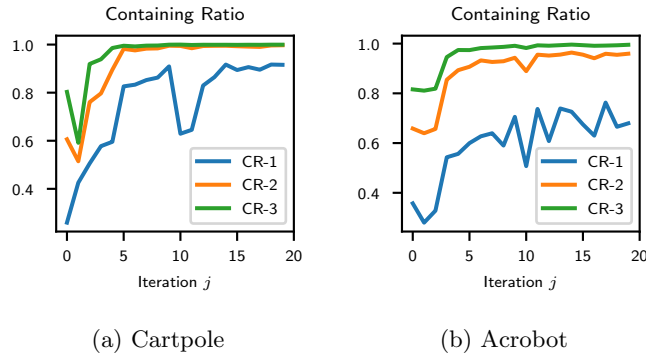 Containing Ratio
1.0
0.8
0.6
0.4
CR-1
CR-2
CR-3
0 5 10 15 20
Iteration j
(a) Cartpole
Containing Ratio
1.0
0.8
0.6
0.4
CR-1
CR-2
CR-3
0 5 10 15 20
Iteration j
(b) Acrobot